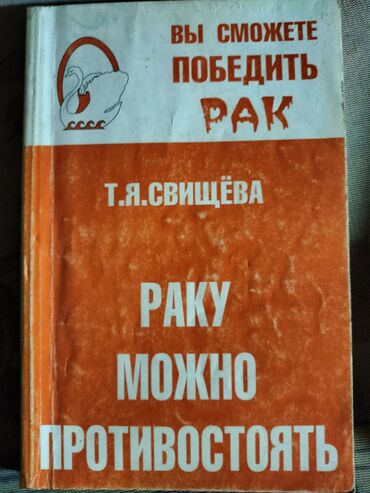 ВЫ СМОЖЕТЕ
ПОБЕДИТЬ
РАК
Т.Я.СВИЩЁВА
РАКУ
МОЖНО
ПРОТИВОСТОЯТЬ